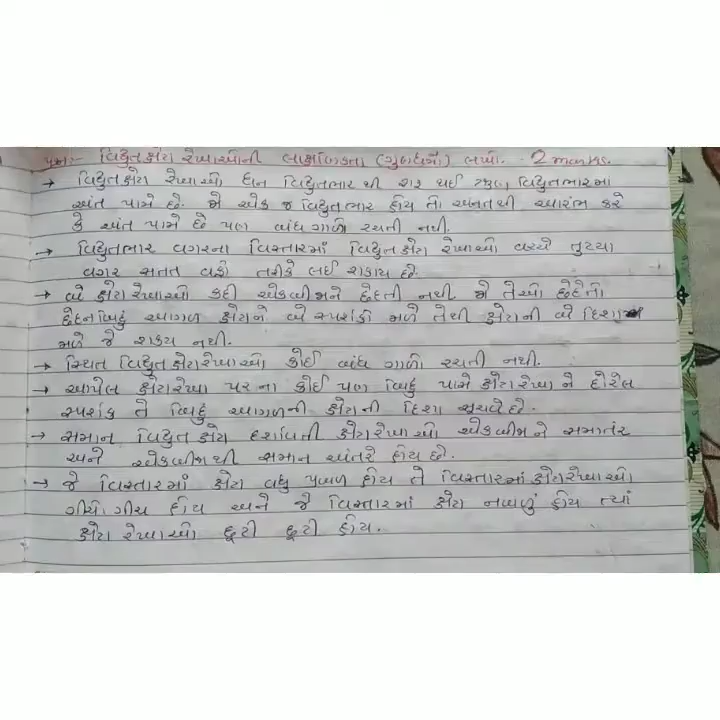 પ્રશ્ન:- વિદ્યુતક્ષેત્ર રેખાઓની લાક્ષણિકતા (ગુણધર્મો) લખો. 2 marks.
→ વિદ્યુતક્ષેત્ર રેખાઓ ધન વિદ્યુતભાર થી શરૂ થઈ ઋણ વિદ્યુતભારમાં
અંત પામે છે. જો એક જ વિદ્યુતભાર હોય તો અનંતથી આરંભ કરે
કે અંત પામે છે પણ બંધ ગાળો રચતી નથી.
→ વિદ્યુતભાર વગરના વિસ્તારમાં વિદ્યુતક્ષેત્ર રેખાઓ વચ્ચે તુટયા
વગર સતત વક્રો તરીકે લઈ શકાય છે.
→ બે ક્ષેત્રરેખાઓ કદી એકબીજાને છેદતી નથી જો તેઓ છેદેતો
છેદનબિંદુ આગળ ક્ષેત્રને બે સ્પર્શકો મળે તેથી ક્ષેત્રની બે દિશા
મળે જે શક્ય નથી.
→ સ્થિત વિદ્યુતક્ષેત્રરેખાઓ કોઈ બંધ ગાળો રચતી નથી.
→ આપેલ ક્ષેત્રરેખા પરના કોઈ પણ બિંદુ પાસે ક્ષેત્રરેખાને દોરેલ
સ્પર્શક તે બિંદુ આગળની ક્ષેત્રની દિશા સૂચવે છે.
→ સમાન વિદ્યુતક્ષેત્ર દર્શાવતી ક્ષેત્રરેખાઓ એકબીજાને સમાતંર
અને એકબીજાથી સમાન અંતરે હોય છે.
→ જે વિસ્તારમાં ક્ષેત્ર વધુ પ્રબળ હોય તે વિસ્તારમાં ક્ષેત્રરેખાઓ
ગીચોગીચ હોય અને જે વિસ્તારમાં ક્ષેત્ર નબળું હોય ત્યાં
ક્ષેત્ર રેખાઓ છૂટી છૂટી હોય.